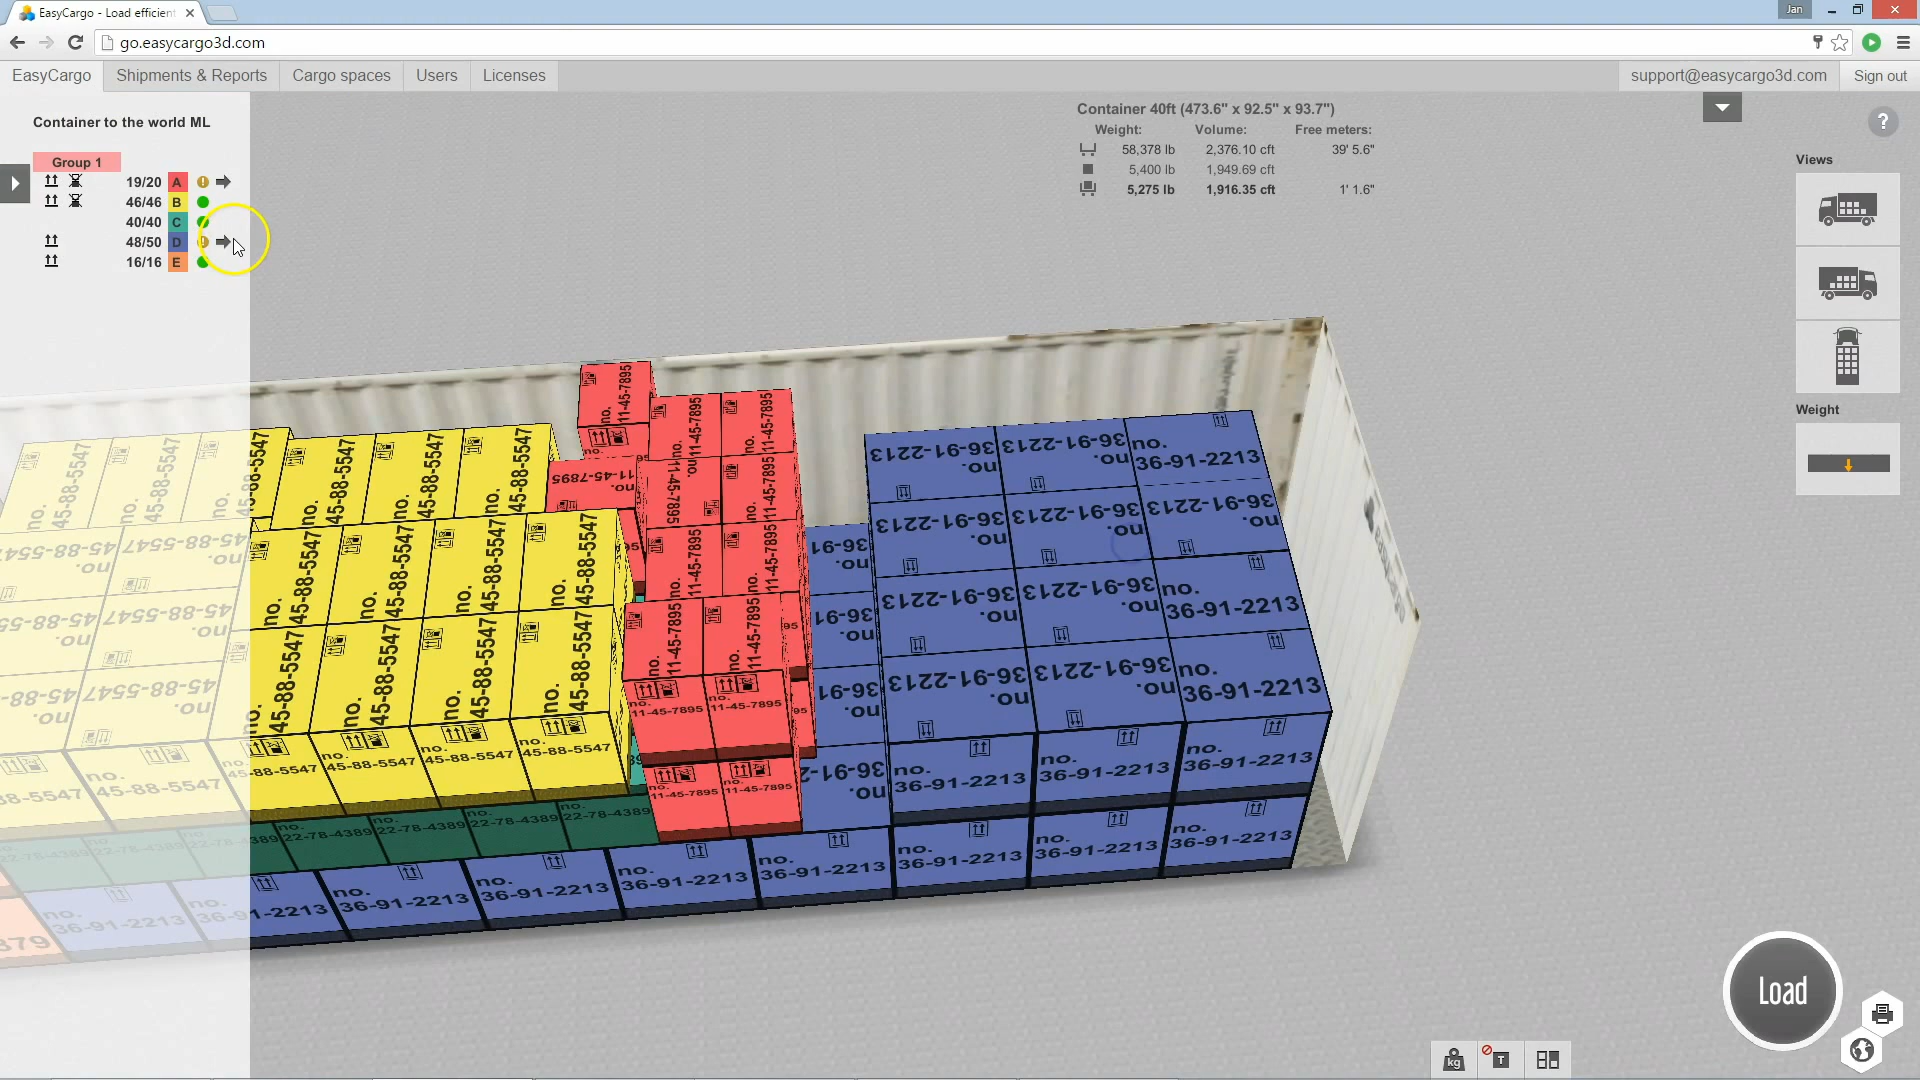 EasyCargo - Load efficient
Jan
go.easycargo3d.com
EasyCargo
Shipments & Reports
Cargo spaces
Users
Licenses
support@easycargo3d.com
Sign out
Container to the world ML
Group 1
19/20 A
46/46 B
40/40 C
48/50 D
16/16 E
Container 40ft (473.6" x 92.5" x 93.7")
Weight: Volume: Free meters:
58,378 lb 2,376.10 cft 39' 5.6"
5,400 lb 1,949.69 cft
5,275 lb 1,916.35 cft 1' 1.6"
?
Views
Weight
no.
45-88-5547
no.
11-45-7895
no.
36-91-2213
22-78-4389
Load
kg
T